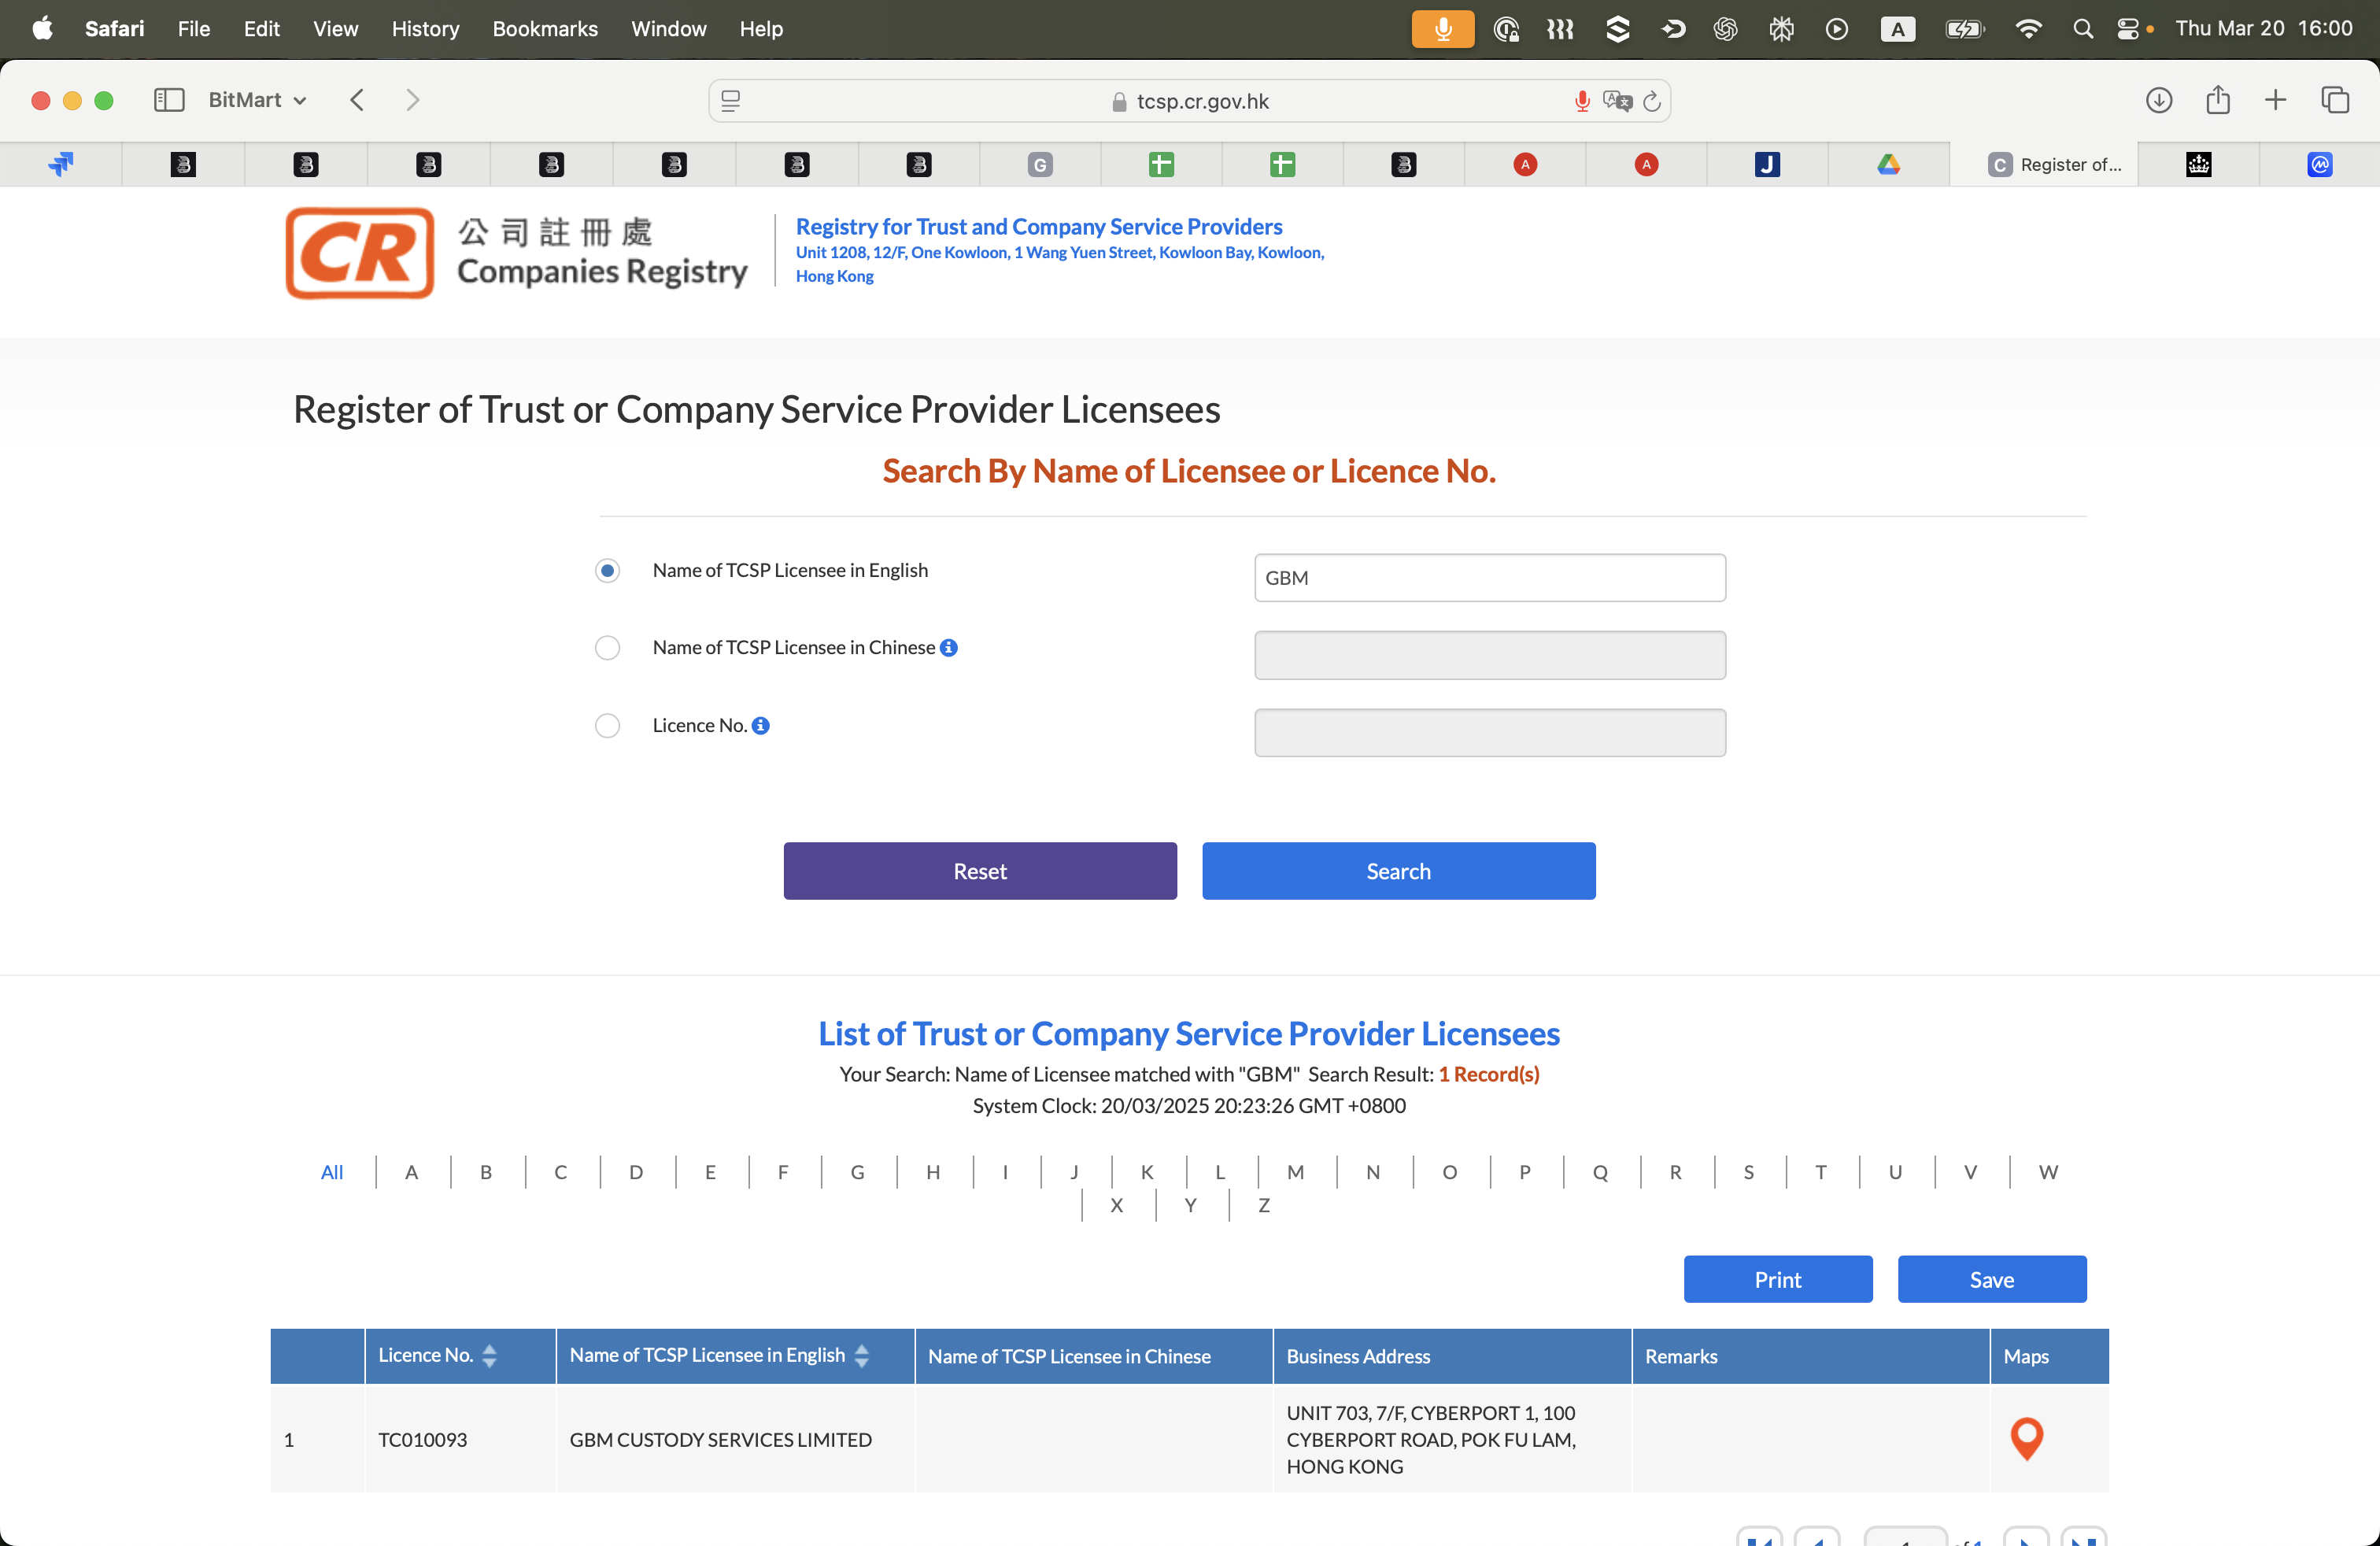 Safari File Edit View History Bookmarks Window Help A Thu Mar 20 16:00
BitMart tcsp.cr.gov.hk
G A A J C Register of...
CR 公司註冊處
Companies Registry
Registry for Trust and Company Service Providers
Unit 1208, 12/F, One Kowloon, 1 Wang Yuen Street, Kowloon Bay, Kowloon,
Hong Kong
Register of Trust or Company Service Provider Licensees
Search By Name of Licensee or Licence No.
Name of TCSP Licensee in English GBM
Name of TCSP Licensee in Chinese
Licence No.
Reset Search
List of Trust or Company Service Provider Licensees
Your Search: Name of Licensee matched with "GBM" Search Result: 1 Record(s)
System Clock: 20/03/2025 20:23:26 GMT +0800
All A B C D E F G H I J K L M N O P Q R S T U V W
X Y Z
Print Save
Licence No. Name of TCSP Licensee in English Name of TCSP Licensee in Chinese Business Address Remarks Maps
1 TC010093 GBM CUSTODY SERVICES LIMITED UNIT 703, 7/F, CYBERPORT 1, 100
CYBERPORT ROAD, POK FU LAM,
HONG KONG